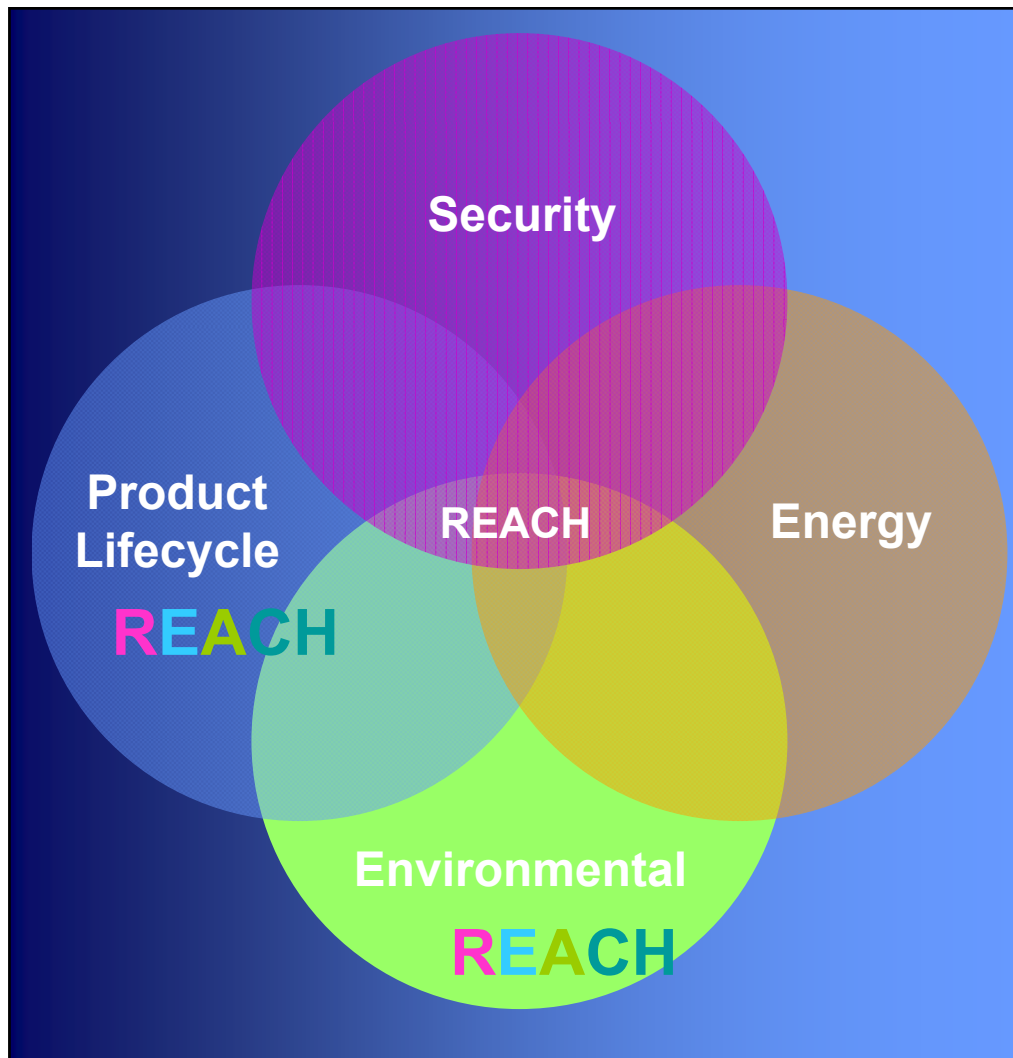 Security
Product
Lifecycle
REACH
REACH
Energy
Environmental
REACH